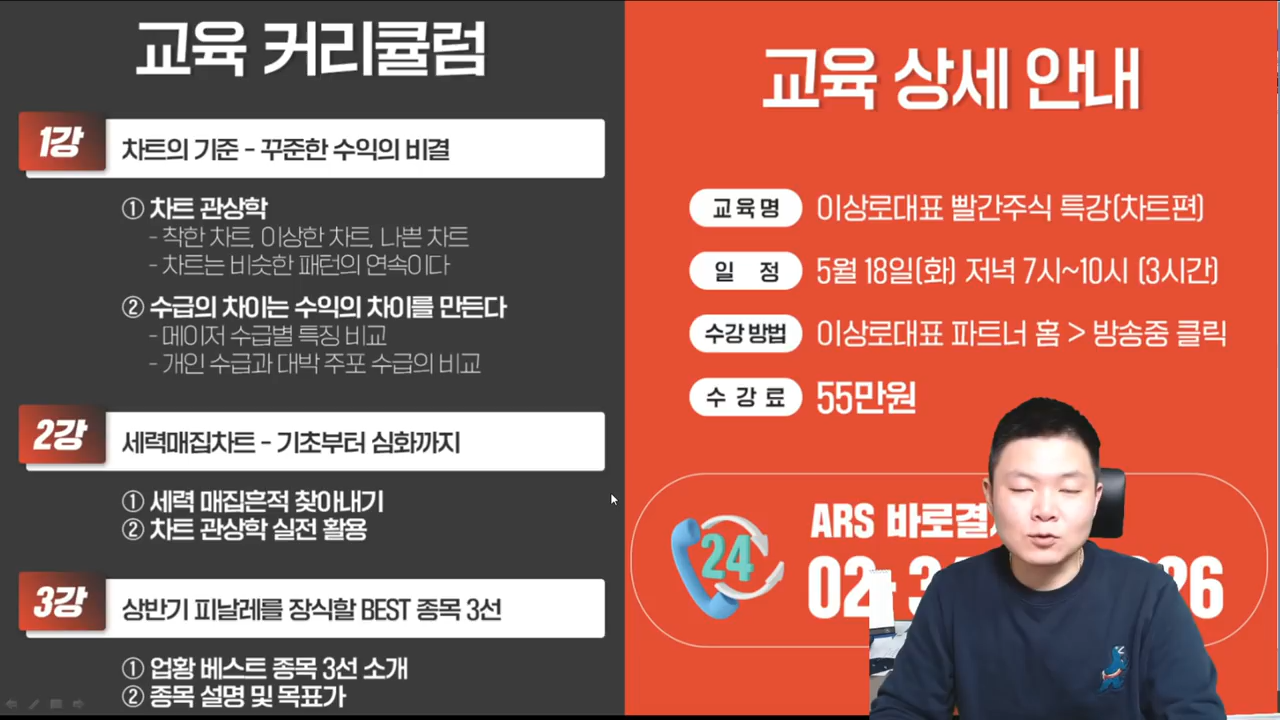 교육 커리큘럼
1강 차트의 기준 - 꾸준한 수익의 비결
① 차트 관상학
- 착한 차트, 이상한 차트, 나쁜 차트
- 차트는 비슷한 패턴의 연속이다
② 수급의 차이는 수익의 차이를 만든다
- 메이저 수급별 특징 비교
- 개인 수급과 대박 주포 수급의 비교
2강 세력매집차트 - 기초부터 심화까지
① 세력 매집흔적 찾아내기
② 차트 관상학 실전 활용
3강 상반기 피날레를 장식할 BEST 종목 3선
① 업황 베스트 종목 3선 소개
② 종목 설명 및 목표가
교육 상세 안내
교육명 이상로대표 빨간주식 특강(차트편)
일 정 5월 18일(화) 저녁 7시~10시 (3시간)
수강 방법 이상로대표 파트너 홈 > 방송중 클릭
수 강 료 55만원
24
ARS 바로결
02 26